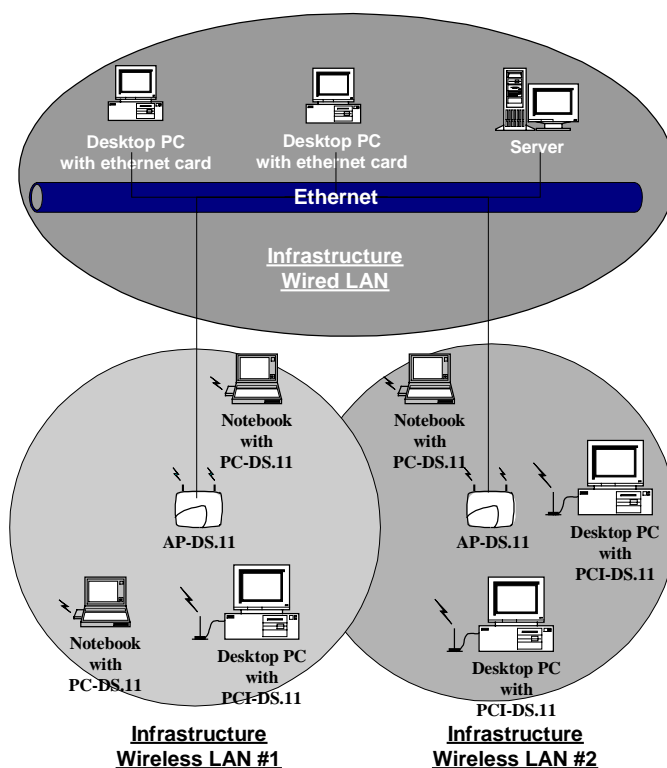 Desktop PC
with ethernet card
Desktop PC
with ethernet card
Server
Ethernet
Infrastructure
Wired LAN
Notebook
with
PC-DS.11
AP-DS.11
Notebook
with
PC-DS.11
Desktop PC
with
PCI-DS.11
Infrastructure
Wireless LAN #1
Notebook
with
PC-DS.11
AP-DS.11
Desktop PC
with
PCI-DS.11
Desktop PC
with
PCI-DS.11
Infrastructure
Wireless LAN #2